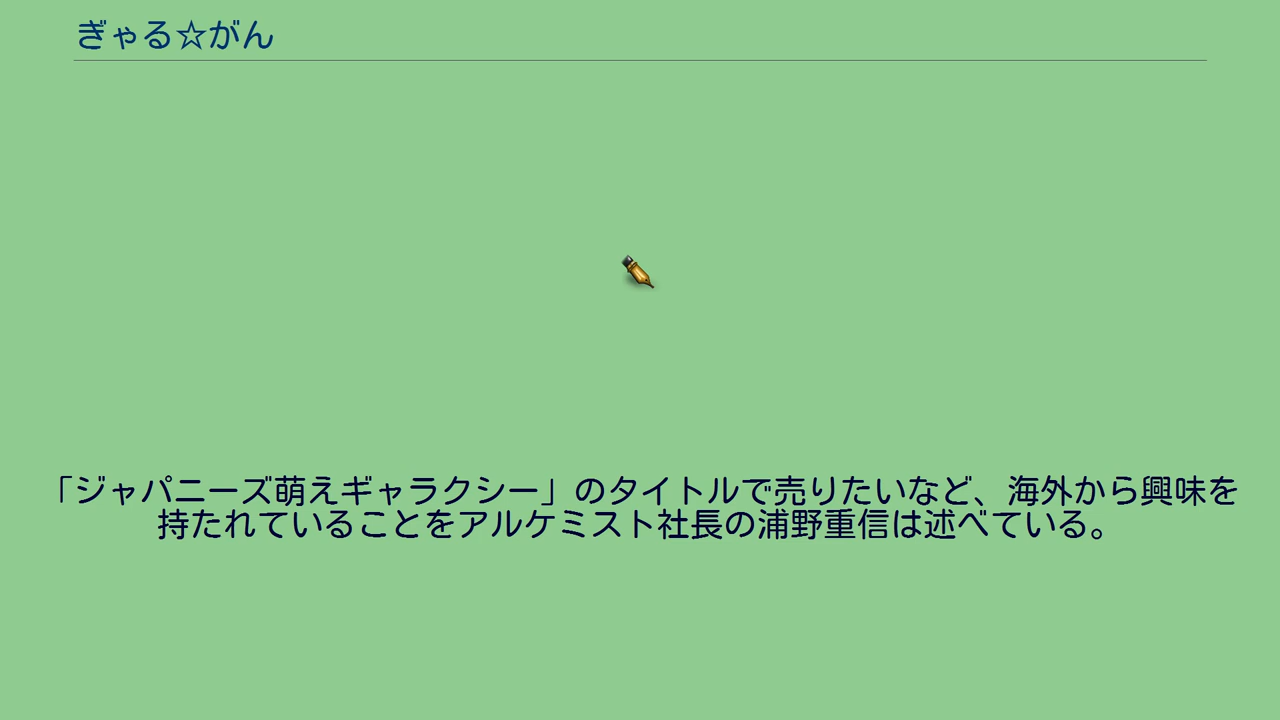 ぎゃる☆がん
「ジャパニーズ萌えギャラクシー」のタイトルで売りたいなど、海外から興味を
持たれていることをアルケミスト社長の浦野重信は述べている。